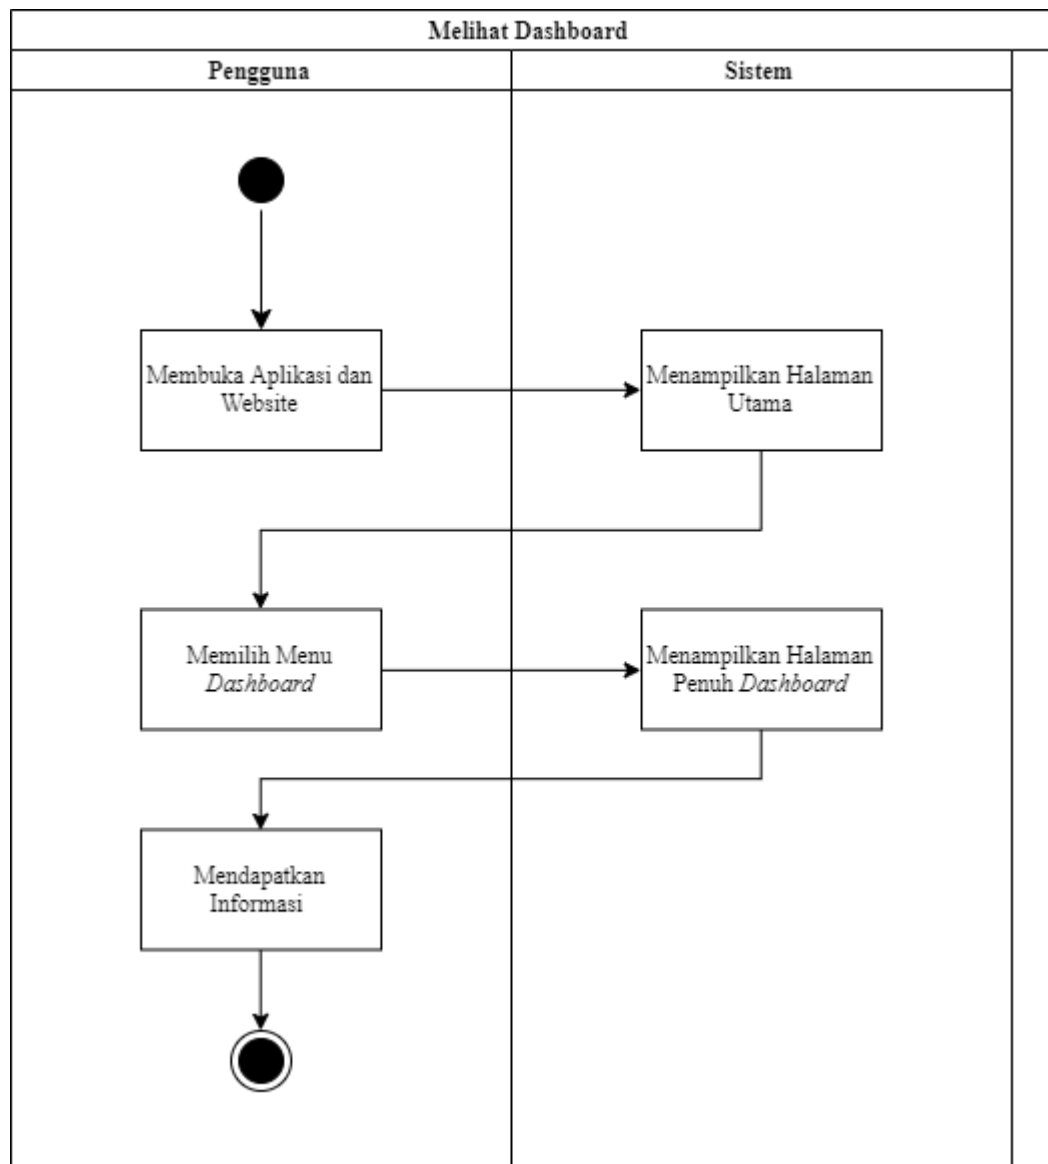 Melihat Dashboard
Pengguna
Sistem
Membuka Aplikasi dan
Website
Menampilkan Halaman
Utama
Memilih Menu
Dashboard
Menampilkan Halaman
Penuh Dashboard
Mendapatkan
Informasi